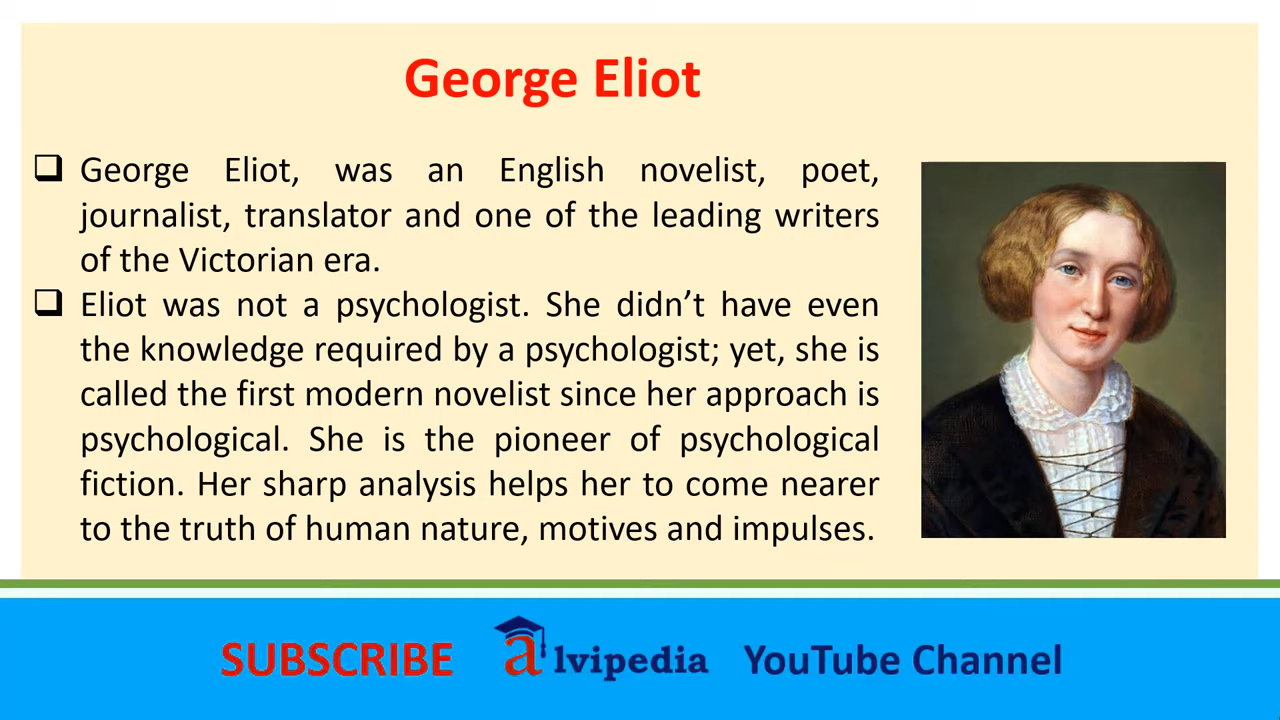 George Eliot
❑ George Eliot, was an English novelist, poet,
journalist, translator and one of the leading writers
of the Victorian era.
❑ Eliot was not a psychologist. She didn’t have even
the knowledge required by a psychologist; yet, she is
called the first modern novelist since her approach is
psychological. She is the pioneer of psychological
fiction. Her sharp analysis helps her to come nearer
to the truth of human nature, motives and impulses.
SUBSCRIBE alvipedia YouTube Channel